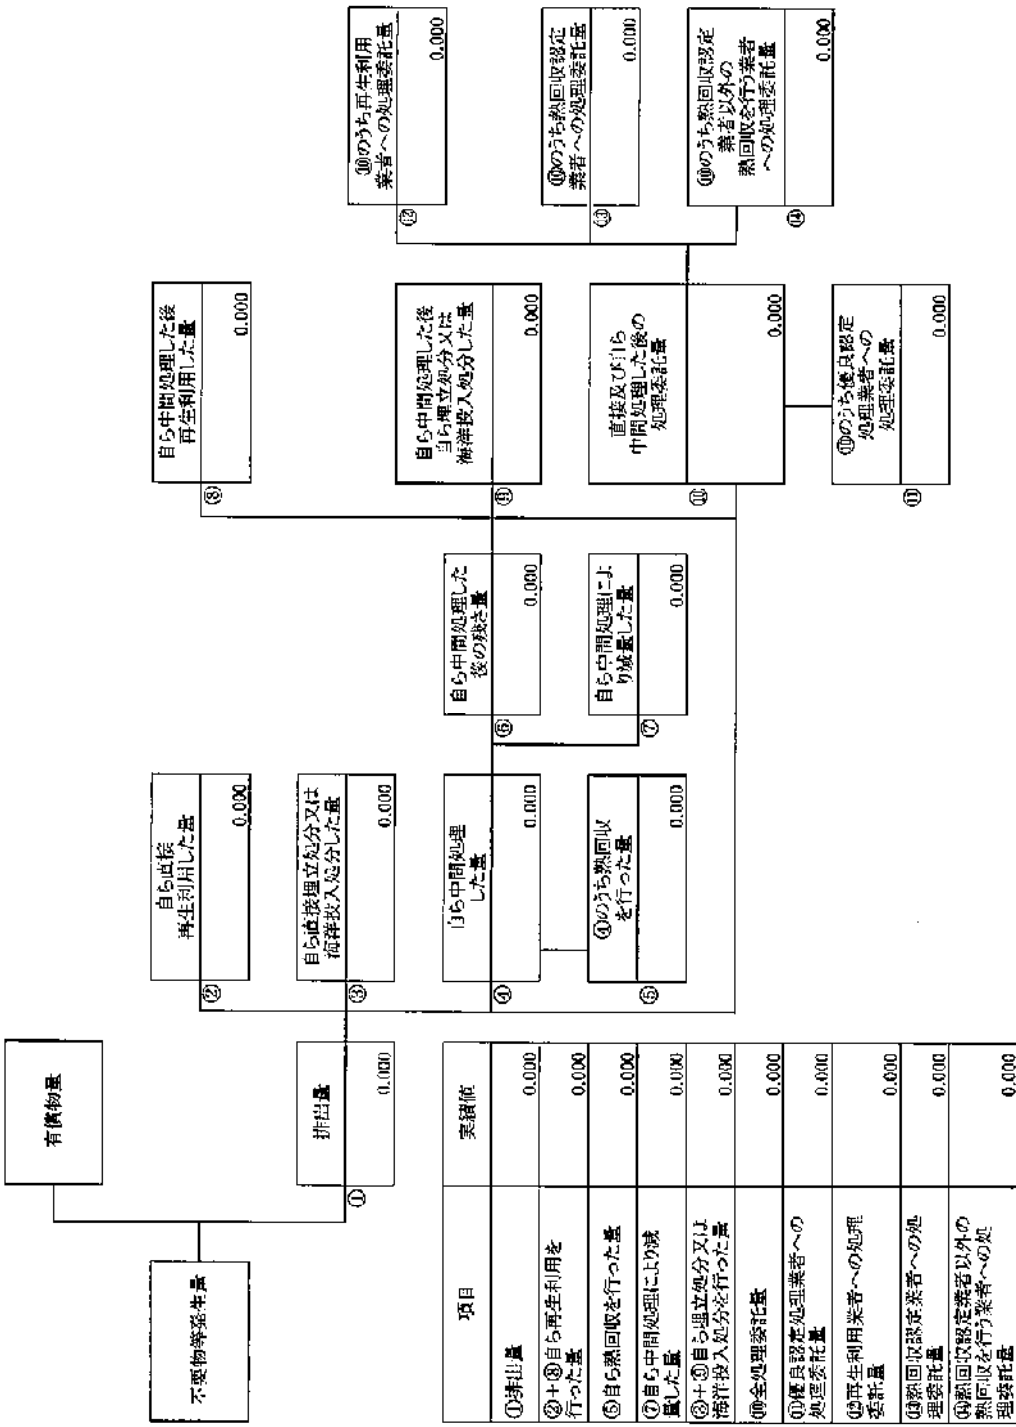 不要物等発生量
有償物量
①
排出量
0.000
②
自ら直接
再生利用した量
0.000
③
自ら直接埋立処分又は
海洋投入処分した量
0.000
④
自ら中間処理
した量
0.000
⑤
④のうち熱回収
を行った量
0.000
⑥
自ら中間処理した
後の残さ量
0.000
⑦
自ら中間処理によ
り減量した量
0.000
⑧
自ら中間処理した後
再生利用した量
0.000
⑨
自ら中間処理した後
自ら埋立処分又は
海洋投入処分した量
0.000
⑩
直接及び自ら
中間処理した後の
処理委託量
0.000
⑪
⑩のうち優良認定
処理業者への
処理委託量
0.000
⑫
⑩のうち再生利用
業者への処理委託量
0.000
⑬
⑩のうち熱回収認定
業者への処理委託量
0.000
⑭
⑩のうち熱回収認定
業者以外の
熱回収を行う業者
への処理委託量
0.000
項目 実績値
①排出量 0.000
②+⑧自ら再生利用を
行った量 0.000
⑤自ら熱回収を行った量 0.000
⑦自ら中間処理により減
量した量 0.000
③+⑨自ら埋立処分又は
海洋投入処分を行った量 0.000
⑩全処理委託量 0.000
⑪優良認定処理業者への
処理委託量 0.000
⑫再生利用業者への処理
委託量 0.000
⑬熱回収認定業者への処
理委託量 0.000
⑭熱回収認定業者以外の
熱回収を行う業者への処
理委託量 0.000